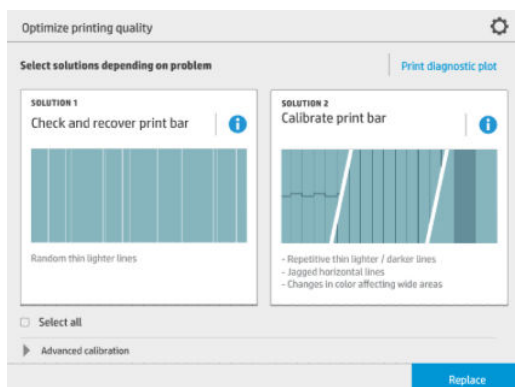 Optimize printing quality
Select solutions depending on problem
Print diagnostic plot
SOLUTION 1
Check and recover print bar
Random thin lighter lines
SOLUTION 2
Calibrate print bar
- Repetitive thin lighter / darker lines
- Jagged horizontal lines
- Changes in color affecting wide areas
Select all
Advanced calibration
Replace